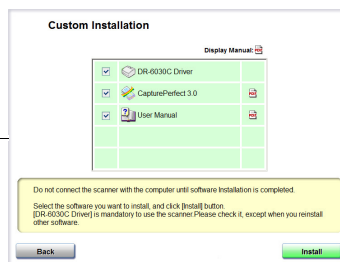 Custom Installation
Display Manual:
DR-6030C Driver
CapturePerfect 3.0
User Manual
Do not connect the scanner with the computer until software Installation is completed.
Select the software you want to install, and click [Install] button.
[DR-6030C Driver] is mandatory to use the scanner.Please check it, except when you reinstall
other software.
Back
Install